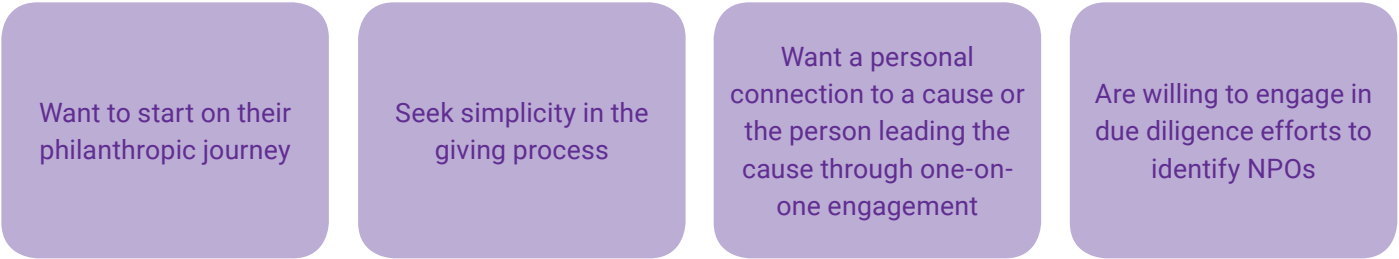 Want to start on their
philanthropic journey
Seek simplicity in the
giving process
Want a personal
connection to a cause or
the person leading the
cause through one-on-
one engagement
Are willing to engage in
due diligence efforts to
identify NPOs